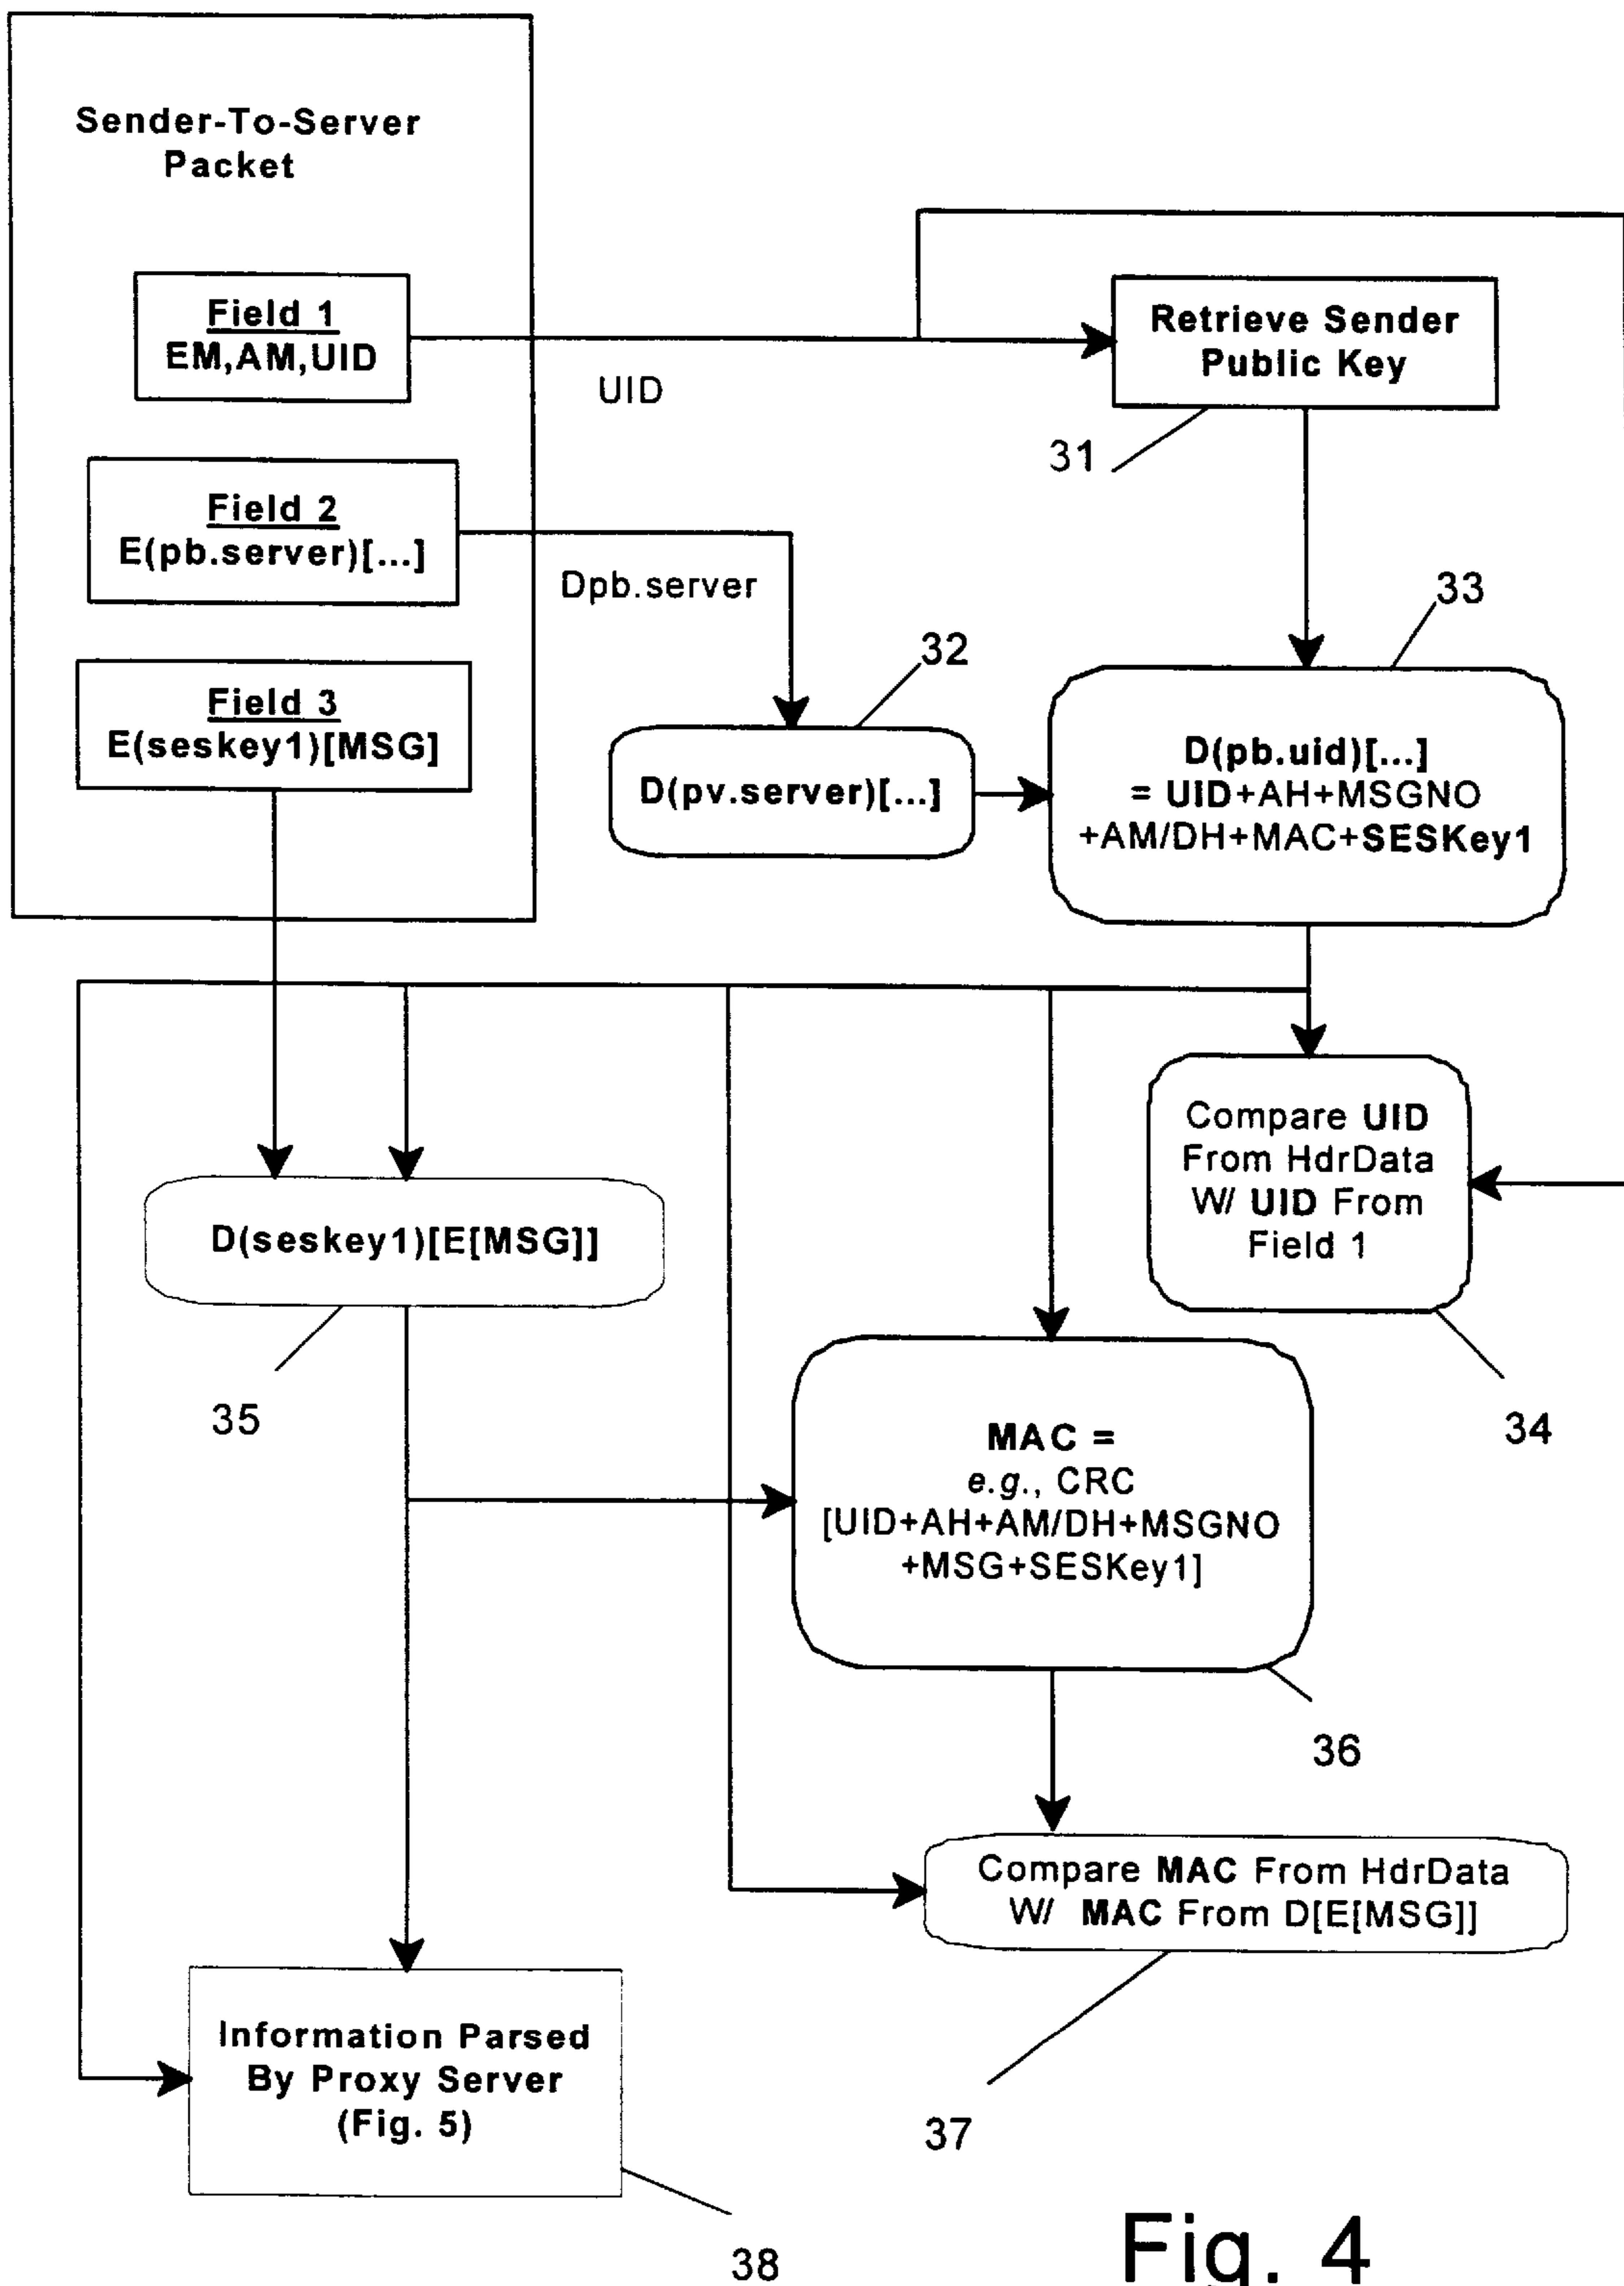 Sender-To-Server
Packet
Field 1
EM,AM,UID
UID
Retrieve Sender
Public Key
31
Field 2
E(pb.server)[...]
Dpb.server
33
32
Field 3
E(seskey1)[MSG]
D(pv.server)[...]
D(pb.uid)[...]
= UID+AH+MSGNO
+AM/DH+MAC+SESKey1
Compare UID
From HdrData
W/ UID From
Field 1
D(seskey1)[E[MSG]]
35
34
MAC =
e.g., CRC
[UID+AH+AM/DH+MSGNO
+MSG+SESKey1]
36
Compare MAC From HdrData
W/ MAC From D[E[MSG]]
Information Parsed
By Proxy Server
(Fig. 5)
37
38
Fig. 4